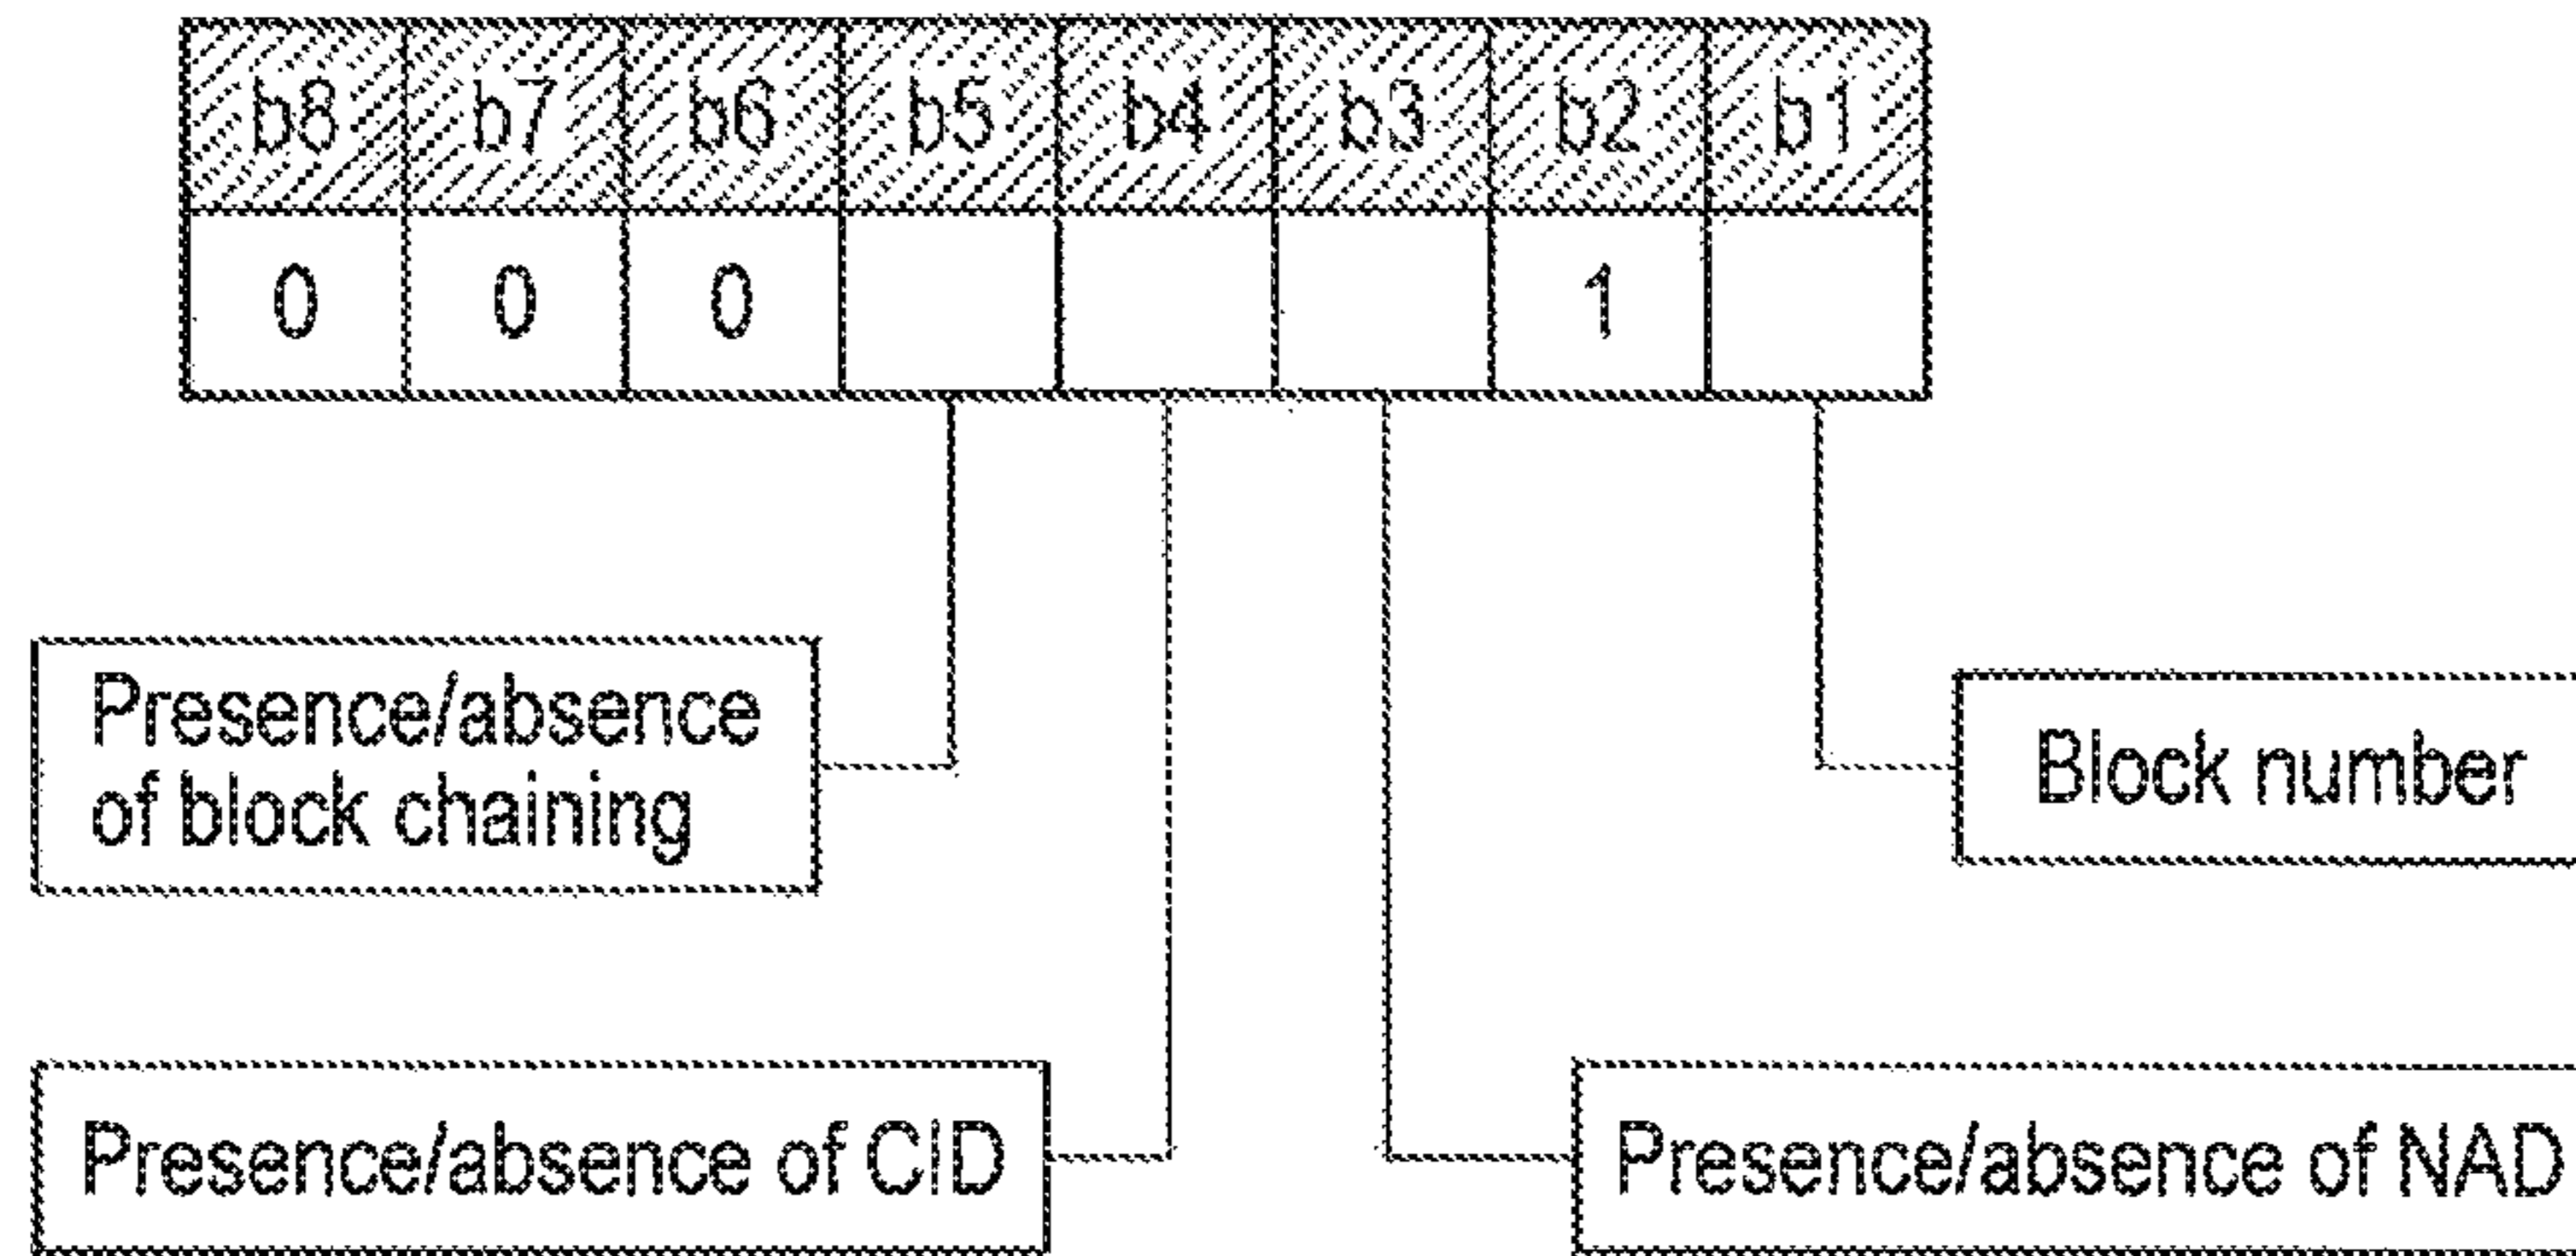 b8 b7 b6 b5 b4 b3 b2 b1
0 0 0 1
Presence/absence
of block chaining
Block number
Presence/absence of CID
Presence/absence of NAD